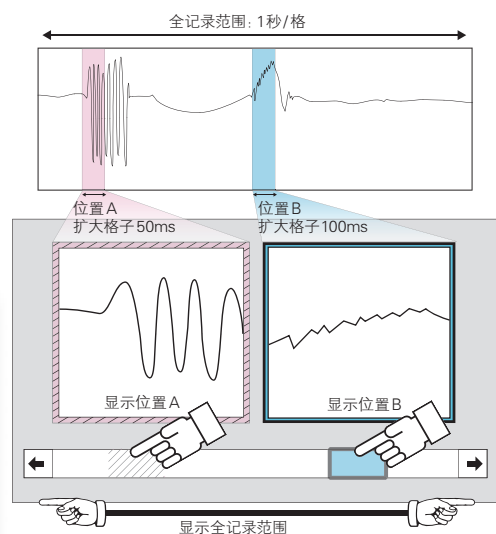 全记录范围: 1秒/格
位置A
扩大格子50ms
位置B
扩大格子100ms
显示位置A
显示位置B
显示全记录范围